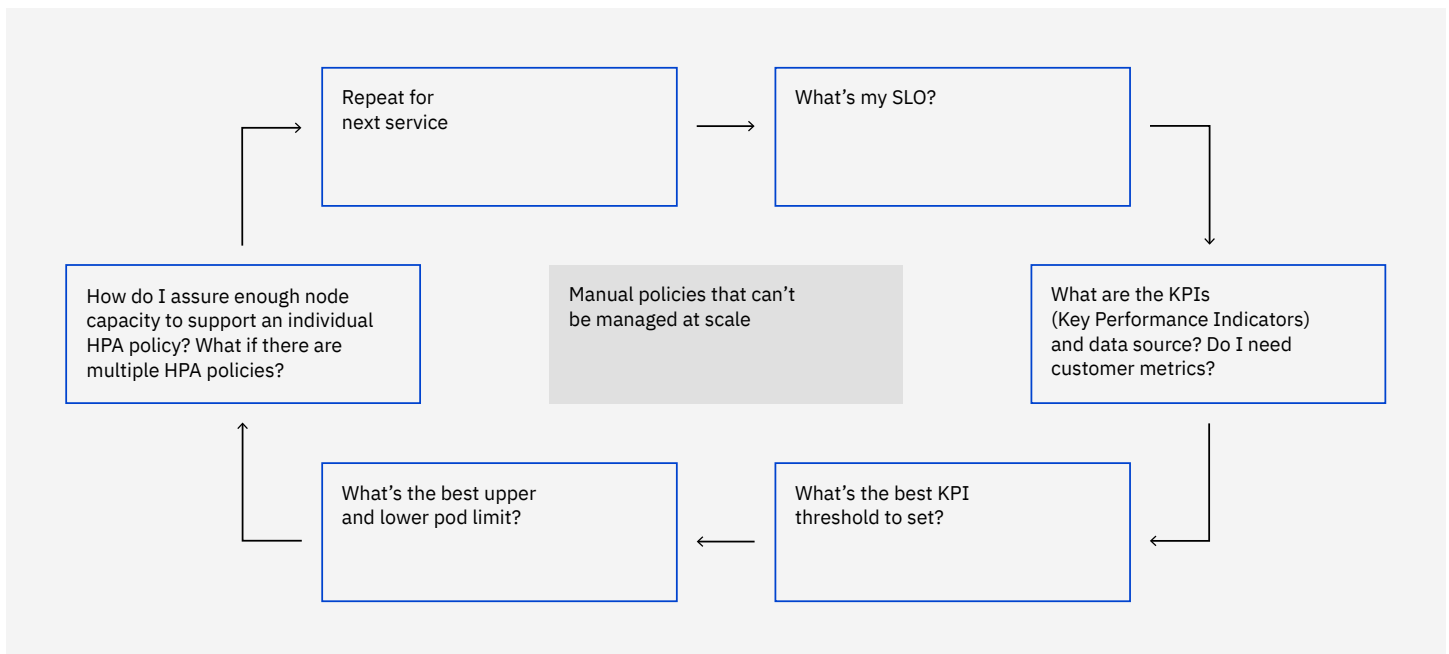 Repeat for
next service
What’s my SLO?
How do I assure enough node
capacity to support an individual
HPA policy? What if there are
multiple HPA policies?
Manual policies that can’t
be managed at scale
What are the KPIs
(Key Performance Indicators)
and data source? Do I need
customer metrics?
What’s the best upper
and lower pod limit?
What’s the best KPI
threshold to set?